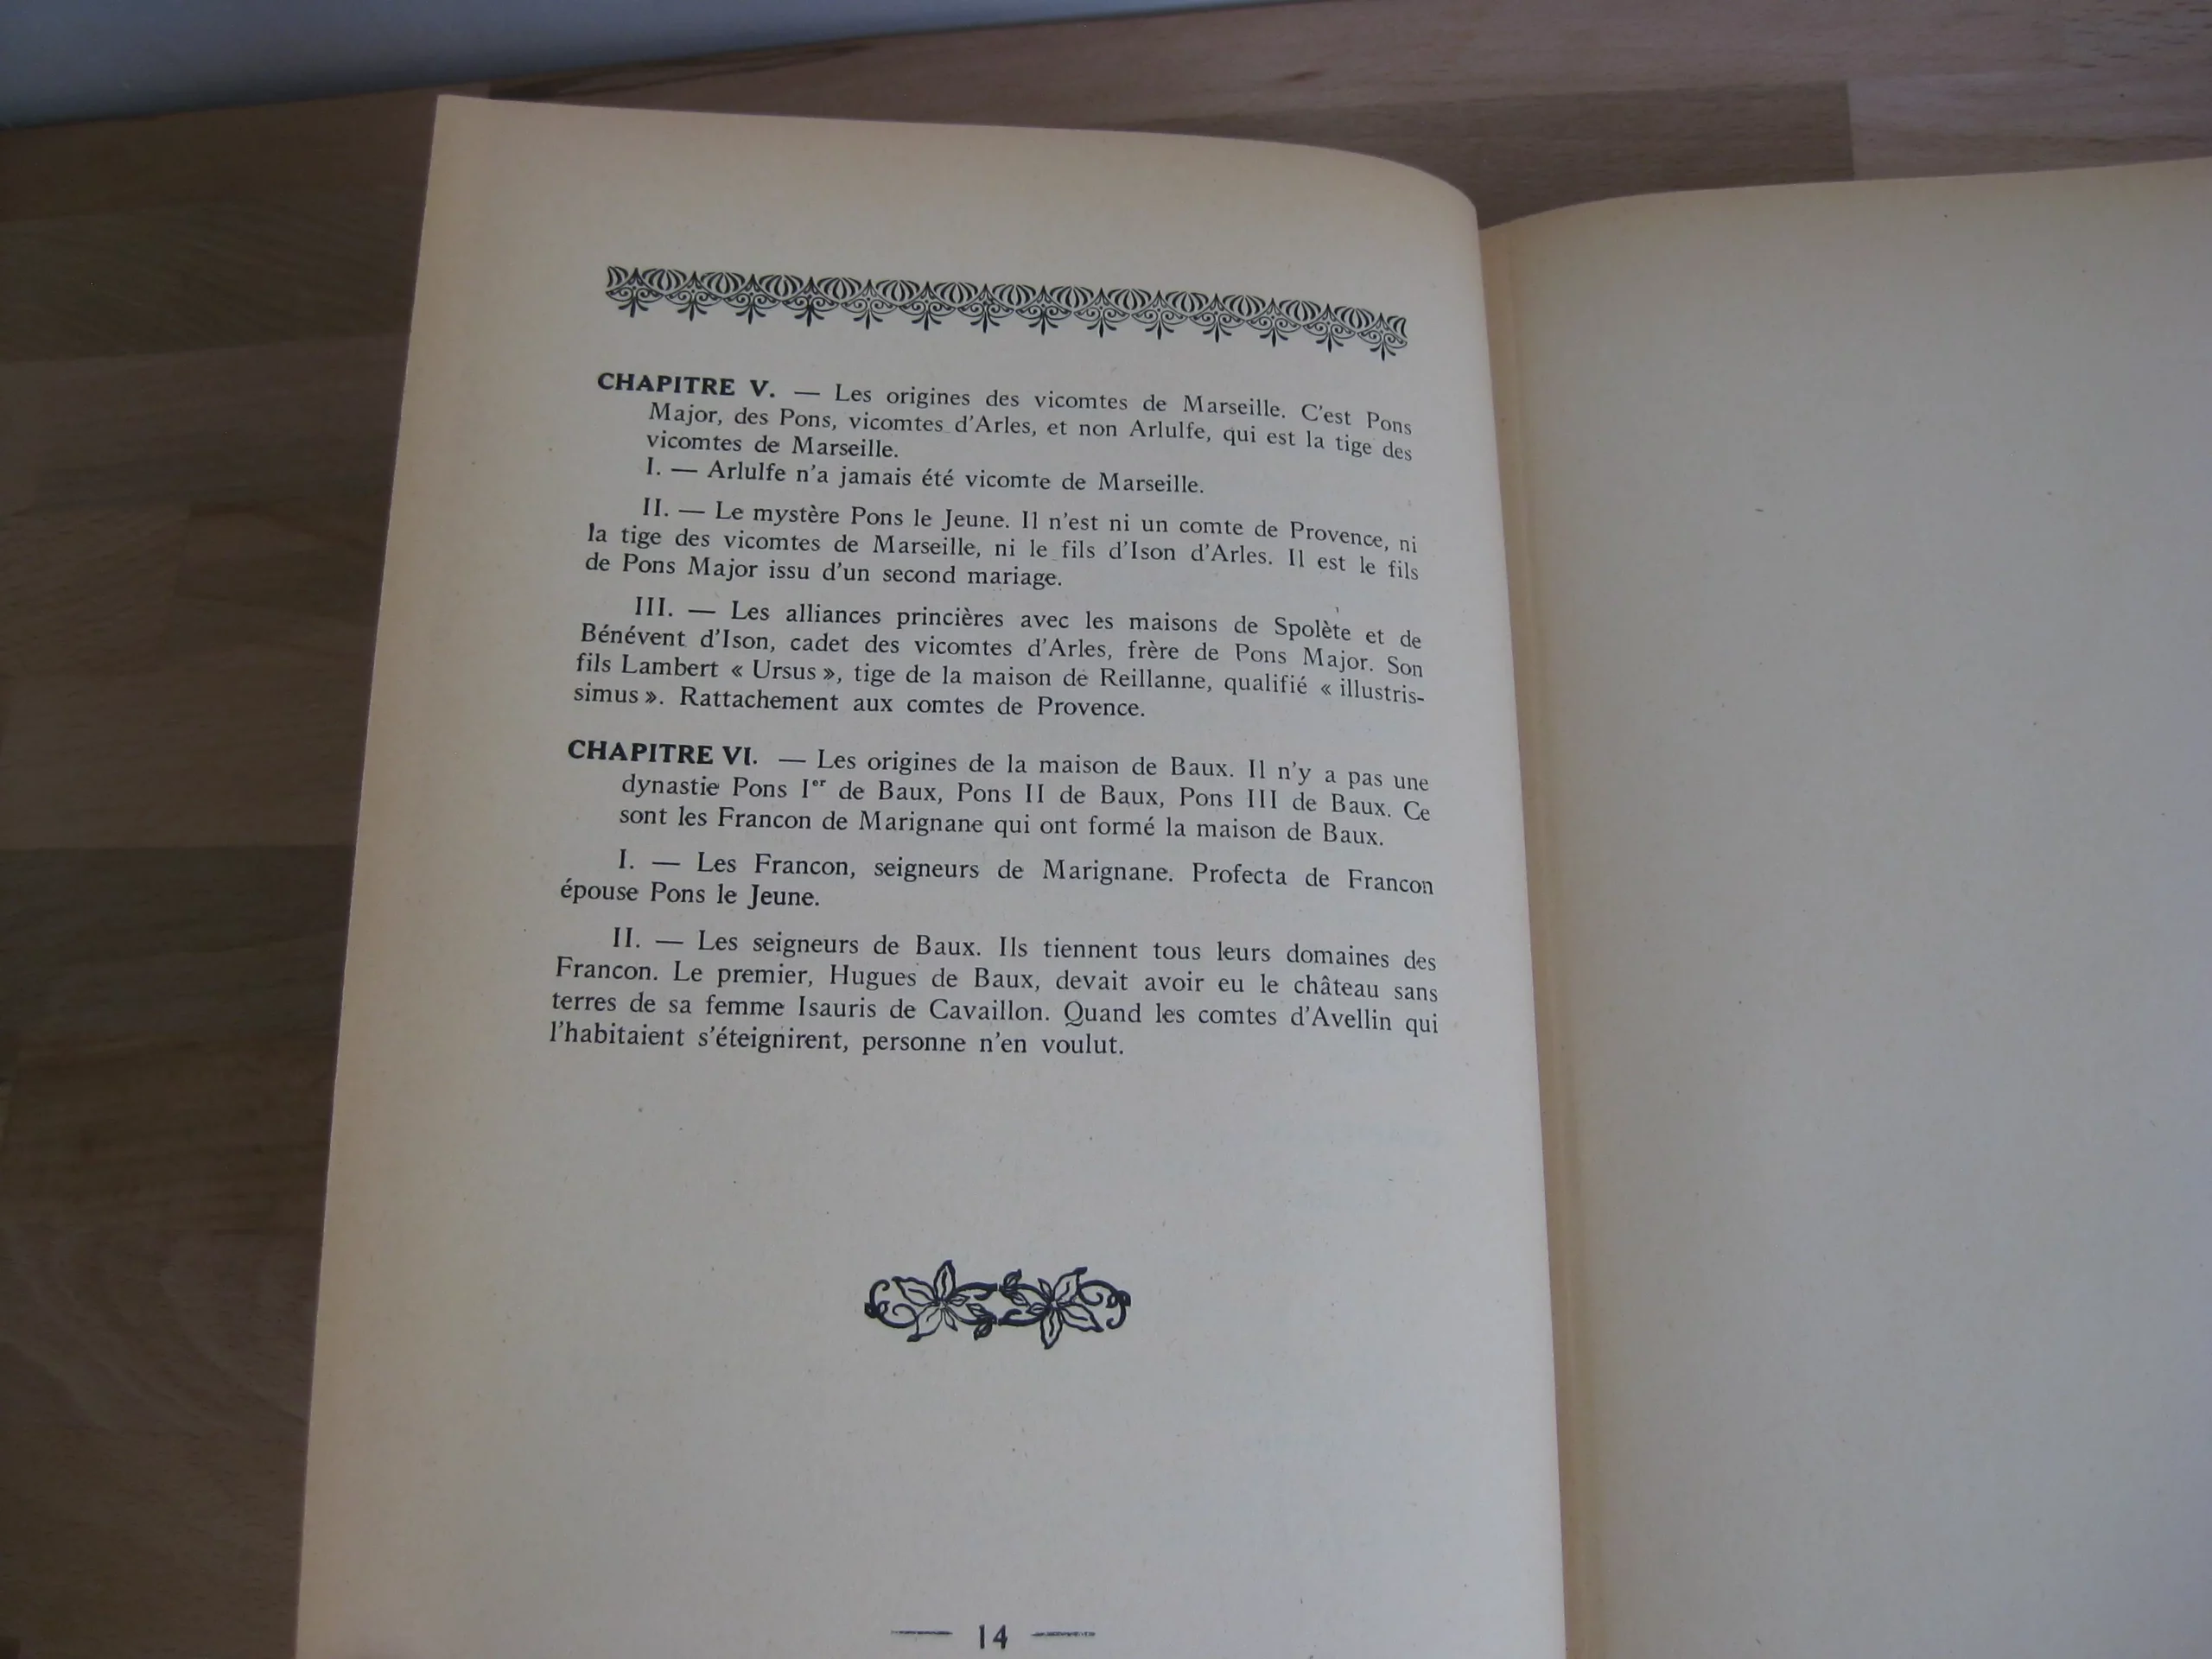 CHAPITRE V. — Les origines des vicomtes de Marseille. C'est Pons
Major, des Pons, vicomtes d'Arles, et non Arlulfe, qui est la tige des
vicomtes de Marseille.
I. — Arlulfe n'a jamais été vicomte de Marseille.
II. — Le mystère Pons le Jeune. Il n'est ni un comte de Provence, ni
la tige des vicomtes de Marseille, ni le fils d'Ison d'Arles. Il est le fils
de Pons Major issu d'un second mariage.
III. — Les alliances princières avec les maisons de Spolète et de
Bénévent d'Ison, cadet des vicomtes d'Arles, frère de Pons Major. Son
fils Lambert « Ursus », tige de la maison de Reillanne, qualifié « illustris-
simus ». Rattachement aux comtes de Provence.
CHAPITRE VI. — Les origines de la maison de Baux. Il n'y a pas une
dynastie Pons Ier de Baux, Pons II de Baux, Pons III de Baux. Ce
sont les Francon de Marignane qui ont formé la maison de Baux.
I. — Les Francon, seigneurs de Marignane. Profecta de Francon
épouse Pons le Jeune.
II. — Les seigneurs de Baux. Ils tiennent tous leurs domaines des
Francon. Le premier, Hugues de Baux, devait avoir eu le château sans
terres de sa femme Isauris de Cavaillon. Quand les comtes d'Avellin qui
l'habitaient s'éteignirent, personne n'en voulut.
— 14 —